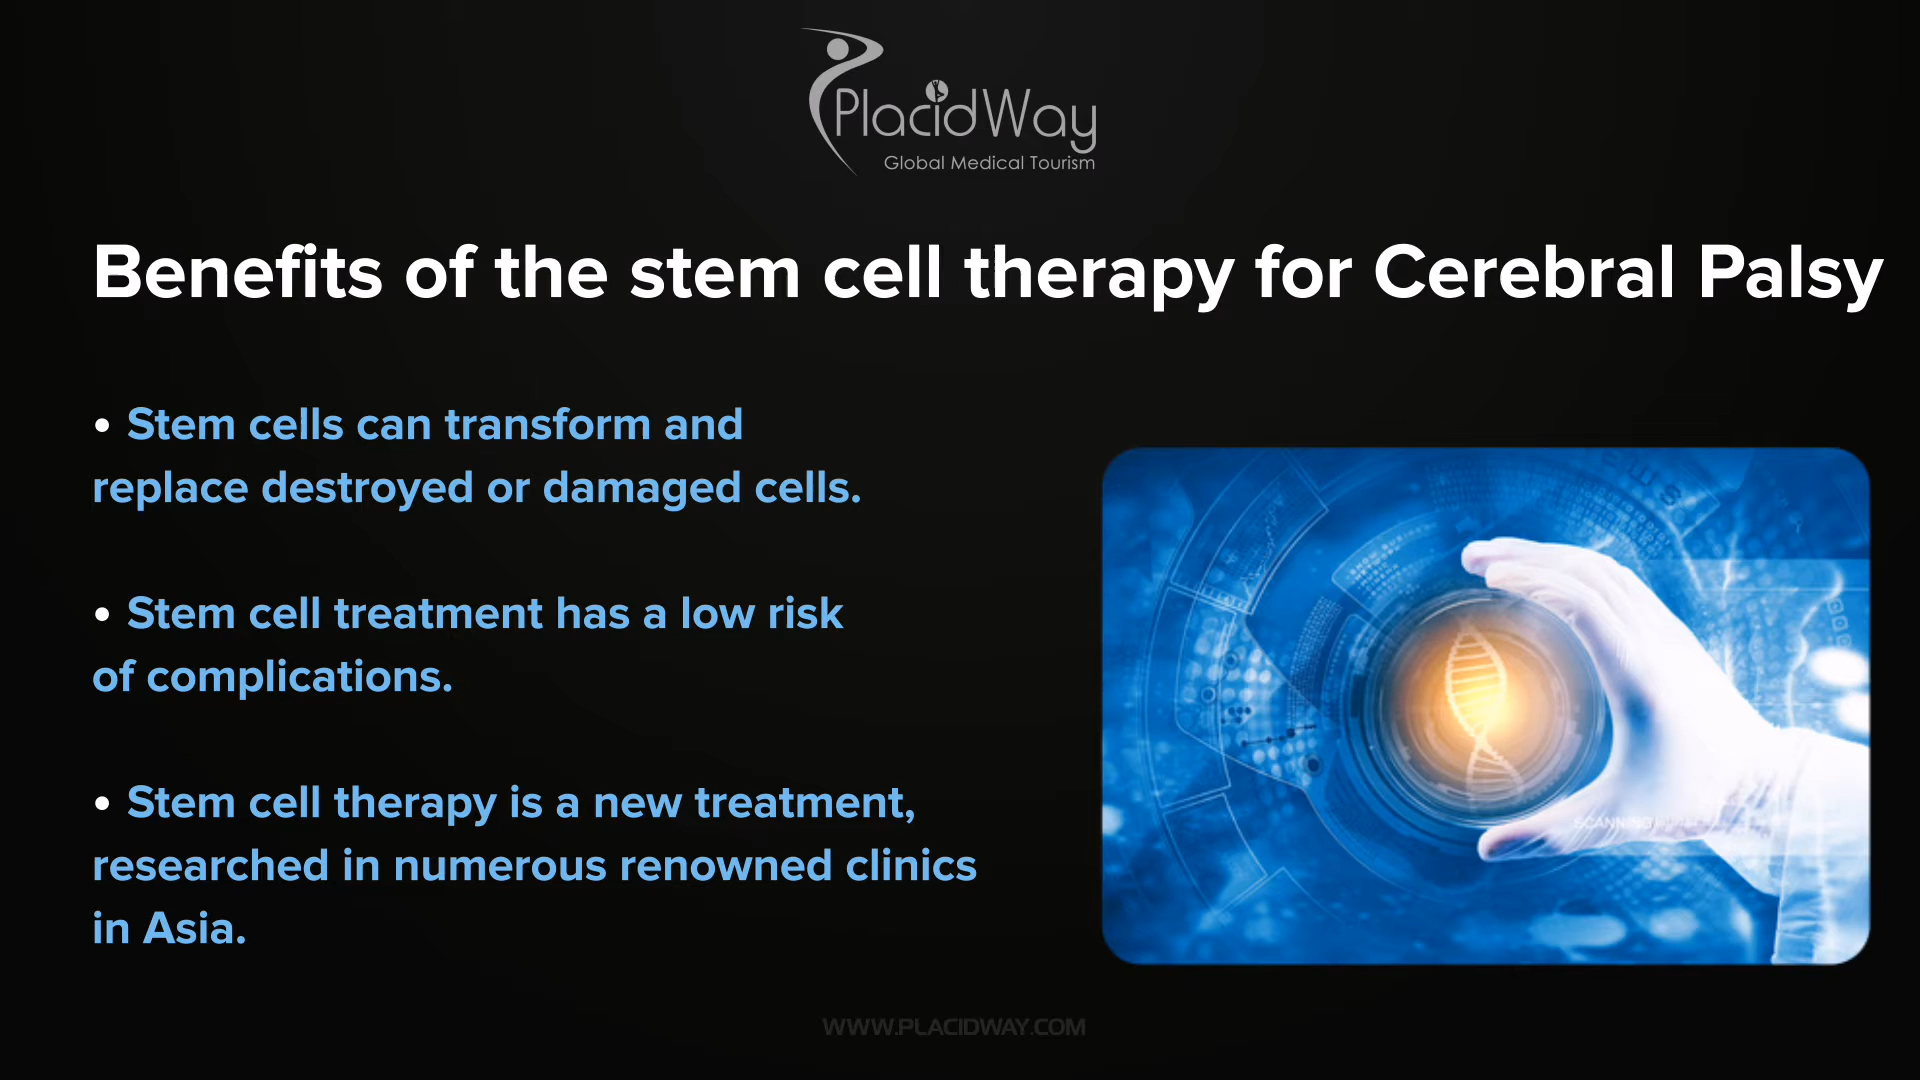 PlacidWay
Global Medical Tourism
Benefits of the stem cell therapy for Cerebral Palsy
• Stem cells can transform and
replace destroyed or damaged cells.
• Stem cell treatment has a low risk
of complications.
• Stem cell therapy is a new treatment,
researched in numerous renowned clinics
in Asia.
WWW.PLACIDWAY.COM